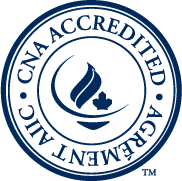 · CNA ACCREDITED ·
AGRÉMENT AIIC
TM